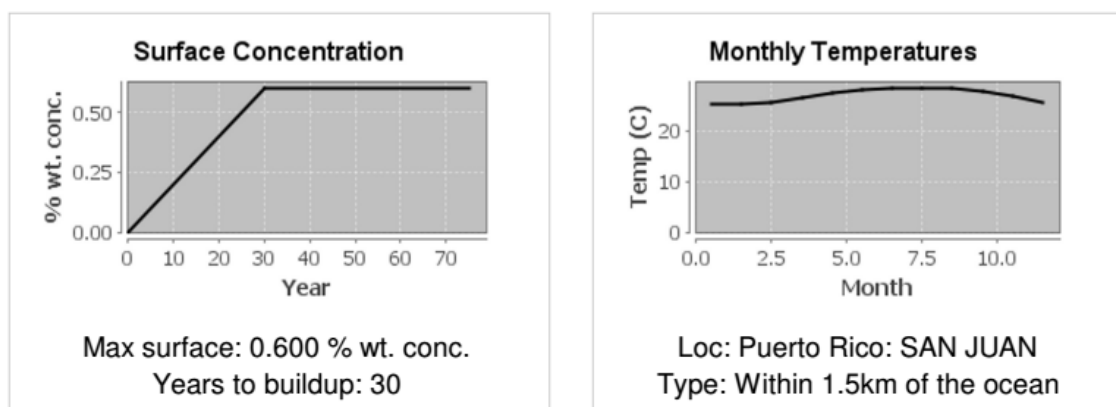 Surface Concentration
% wt. conc.
0.50
0.25
0.00
0 10 20 30 40 50 60 70
Year
Max surface: 0.600 % wt. conc.
Years to buildup: 30
Monthly Temperatures
Temp (C)
20
10
0
0.0 2.5 5.0 7.5 10.0
Month
Loc: Puerto Rico: SAN JUAN
Type: Within 1.5km of the ocean